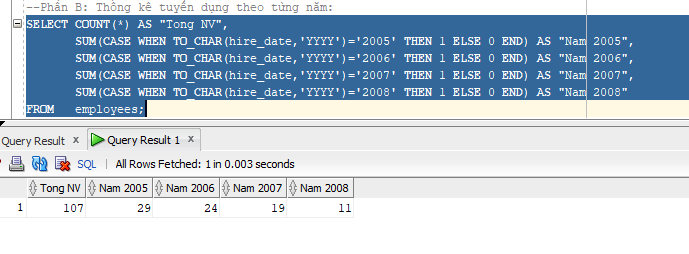 --Phần B: Thống kê tuyển dụng theo từng năm:
SELECT COUNT(*) AS "Tong NV",
SUM(CASE WHEN TO_CHAR(hire_date,'YYYY')='2005' THEN 1 ELSE 0 END) AS "Nam 2005",
SUM(CASE WHEN TO_CHAR(hire_date,'YYYY')='2006' THEN 1 ELSE 0 END) AS "Nam 2006",
SUM(CASE WHEN TO_CHAR(hire_date,'YYYY')='2007' THEN 1 ELSE 0 END) AS "Nam 2007",
SUM(CASE WHEN TO_CHAR(hire_date,'YYYY')='2008' THEN 1 ELSE 0 END) AS "Nam 2008"
FROM employees;
Query Result x Query Result 1 x
SQL | All Rows Fetched: 1 in 0.003 seconds
Tong NV Nam 2005 Nam 2006 Nam 2007 Nam 2008
1 107 29 24 19 11